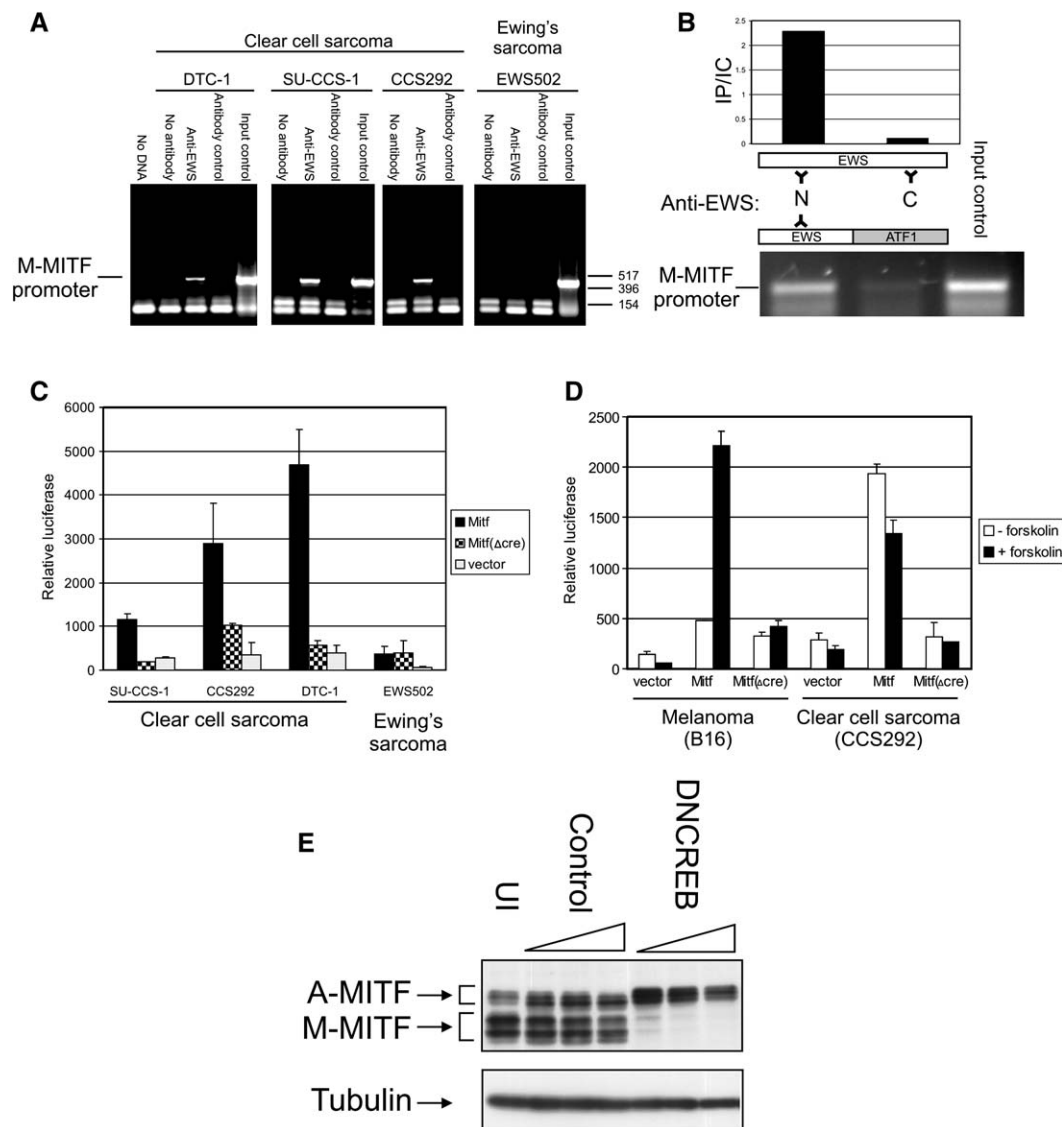 A
Clear cell sarcoma
Ewing's
sarcoma
DTC-1
SU-CCS-1
CCS292
EWS502
No DNA
No antibody
Anti-EWS
Antibody control
Input control
No antibody
Anti-EWS
Antibody control
Input control
No antibody
Anti-EWS
Antibody control
No antibody
Anti-EWS
Antibody control
Input control
M-MITF
promoter
517
396
154
B
IP/IC
2.5
2
1.5
1
0.5
0
EWS
Anti-EWS:
N
C
Input control
EWS
ATF1
M-MITF
promoter
C
Relative luciferase
6000
5000
4000
3000
2000
1000
0
Mitf
Mitf(Δcre)
vector
SU-CCS-1
CCS292
DTC-1
EWS502
Clear cell sarcoma
Ewing's
sarcoma
D
Relative luciferase
2500
2000
1500
1000
500
0
- forskolin
+ forskolin
vector
Mitf
Mitf(Δcre)
vector
Mitf
Mitf(Δcre)
Melanoma
(B16)
Clear cell sarcoma
(CCS292)
E
UI
Control
DNCREB
A-MITF
M-MITF
Tubulin